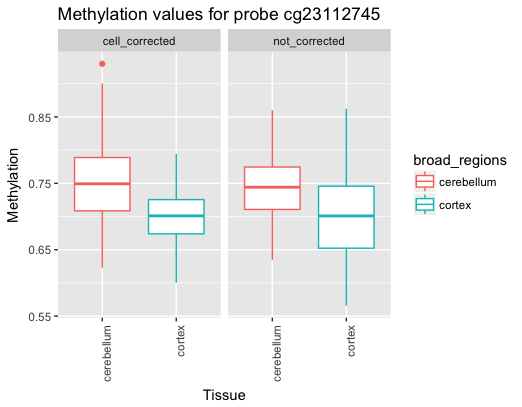 Methylation values for probe cg23112745
cell_corrected
not_corrected
0.85
0.75
0.65
0.55
Methylation
cerebellum
cortex
cerebellum
cortex
Tissue
broad_regions
cerebellum
cortex